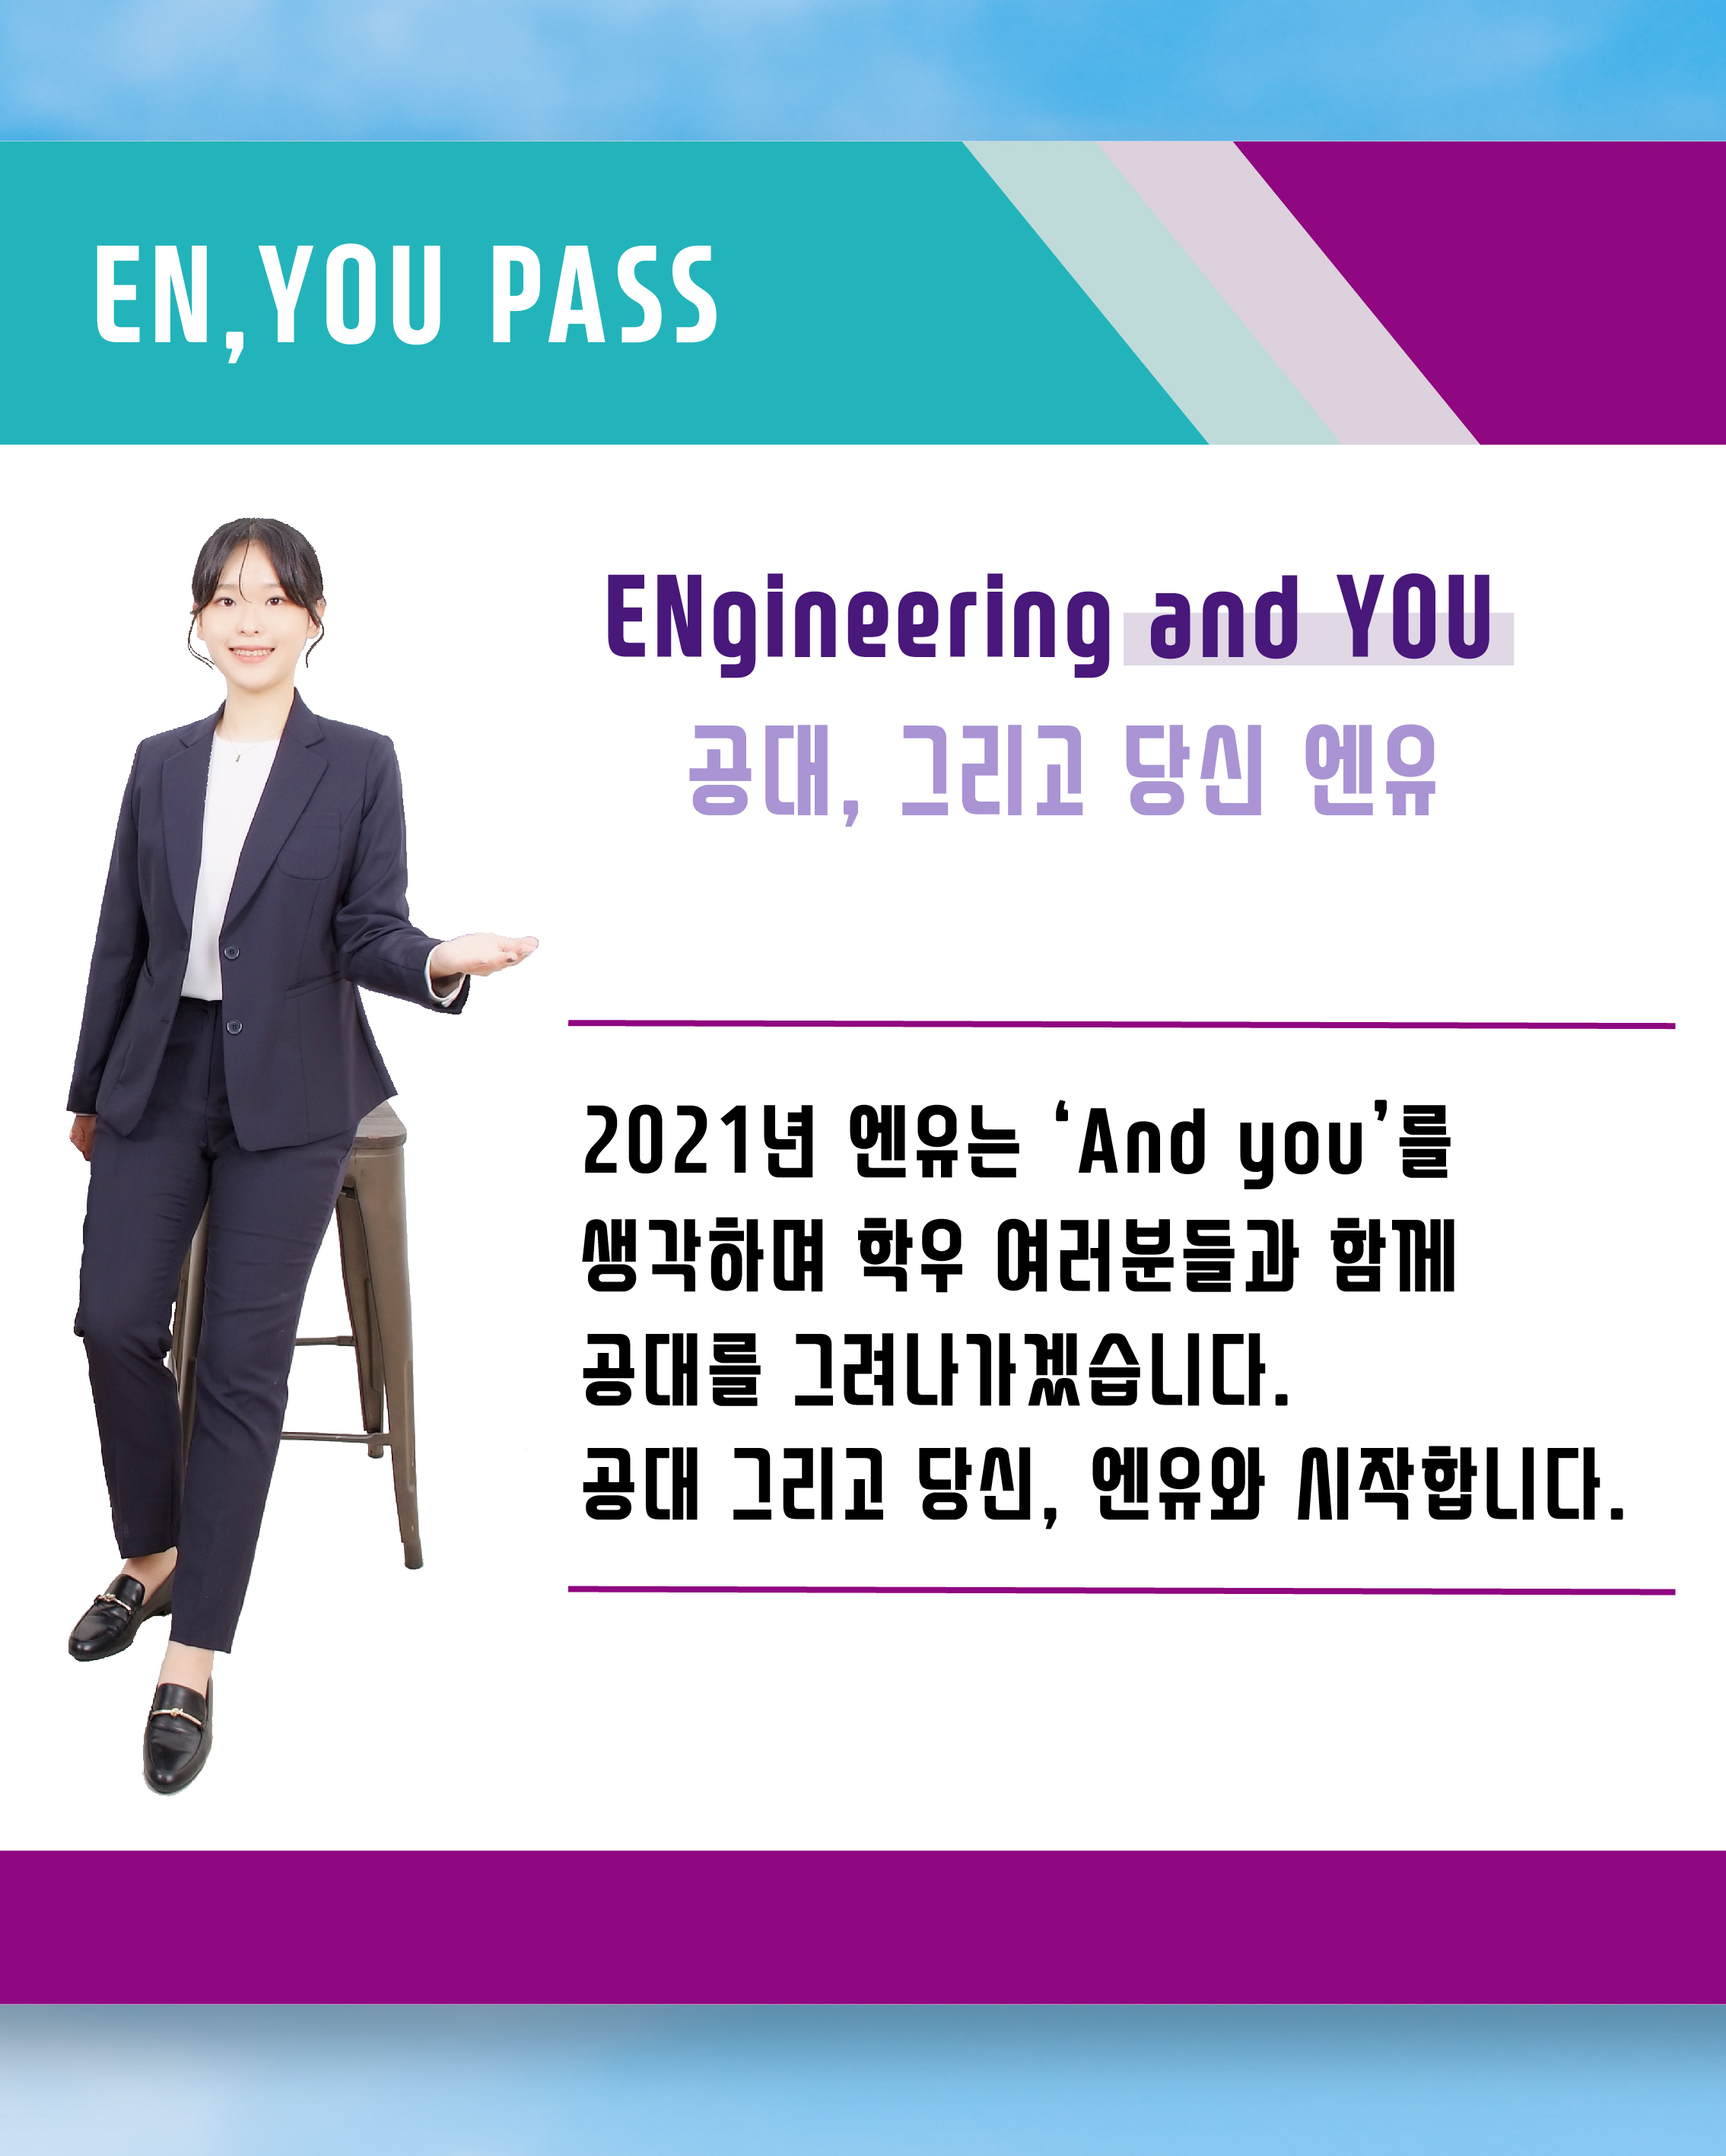 EN,YOU PASS
ENgineering and YOU
공대, 그리고 당신 엔유
2021년 엔유는 ‘And you’를
생각하며 학우 여러분들과 함께
공대를 그려나가겠습니다.
공대 그리고 당신, 엔유와 시작합니다.